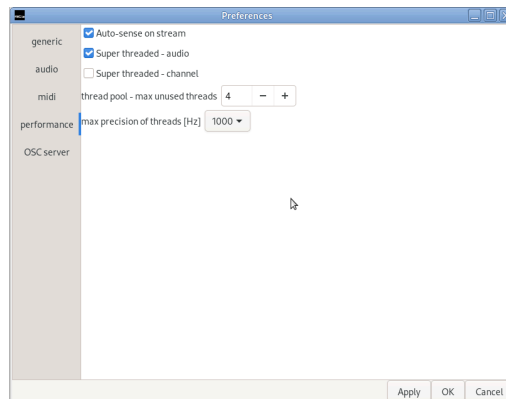 Preferences
generic
audio
midi
performance
OSC server
Auto-sense on stream
Super threaded - audio
Super threaded - channel
thread pool - max unused threads 4 − +
max precision of threads [Hz] 1000
Apply OK Cancel